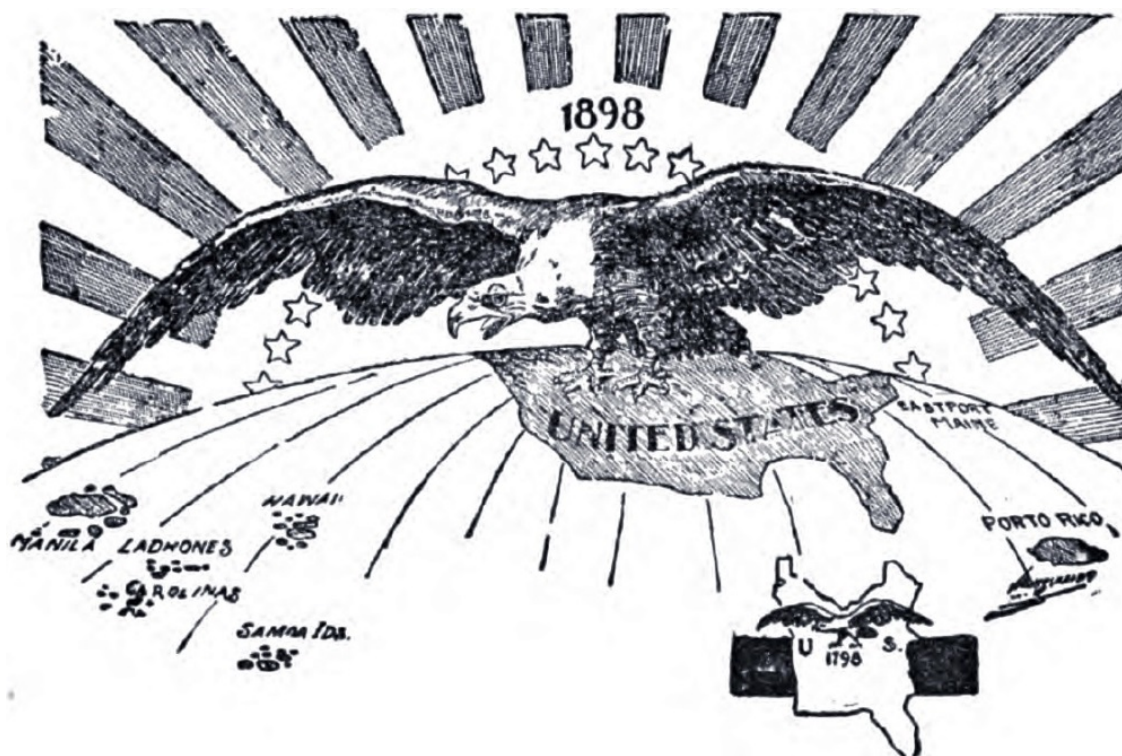 1898
UNITED STATES
EASTPORT
MAINE
HAWAII
MANILA
LADRONES
CAROLINAS
SAMOA IDS.
PORTO RICO
U S.
1798